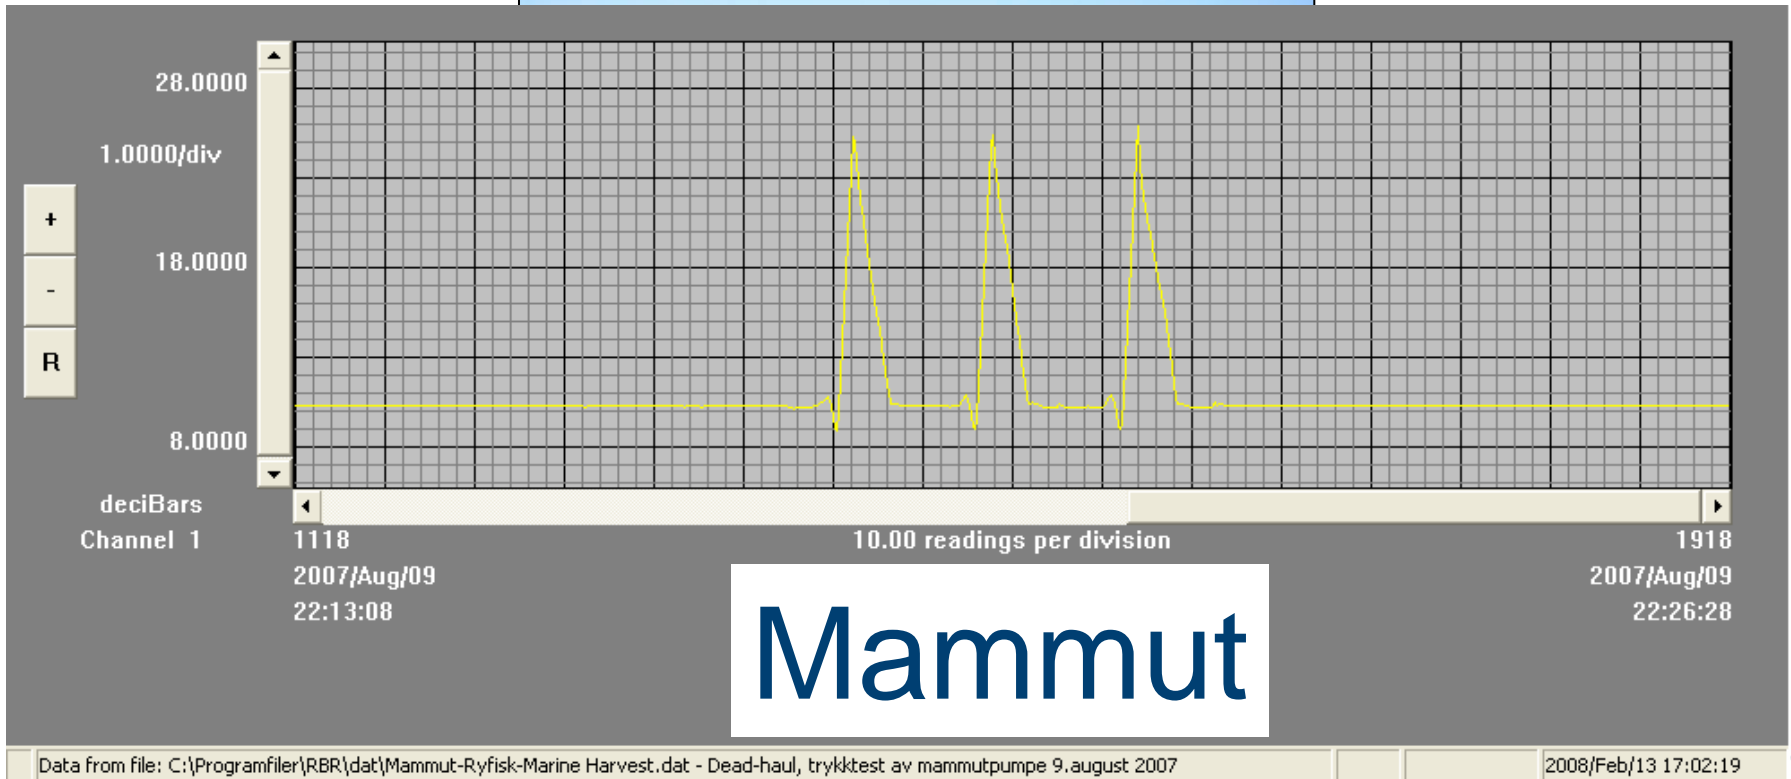 28.0000
1.0000/div
+
18.0000
-
R
8.0000
deciBars
Channel 1
1118 10.00 readings per division 1918
2007/Aug/09 2007/Aug/09
22:13:08 22:26:28
Mammut
Data from file: C:\Programfiler\RBR\dat\Mammut-Ryfisk-Marine Harvest.dat - Dead-haul, trykktest av mammutpumpe 9.august 2007 2008/Feb/13 17:02:19